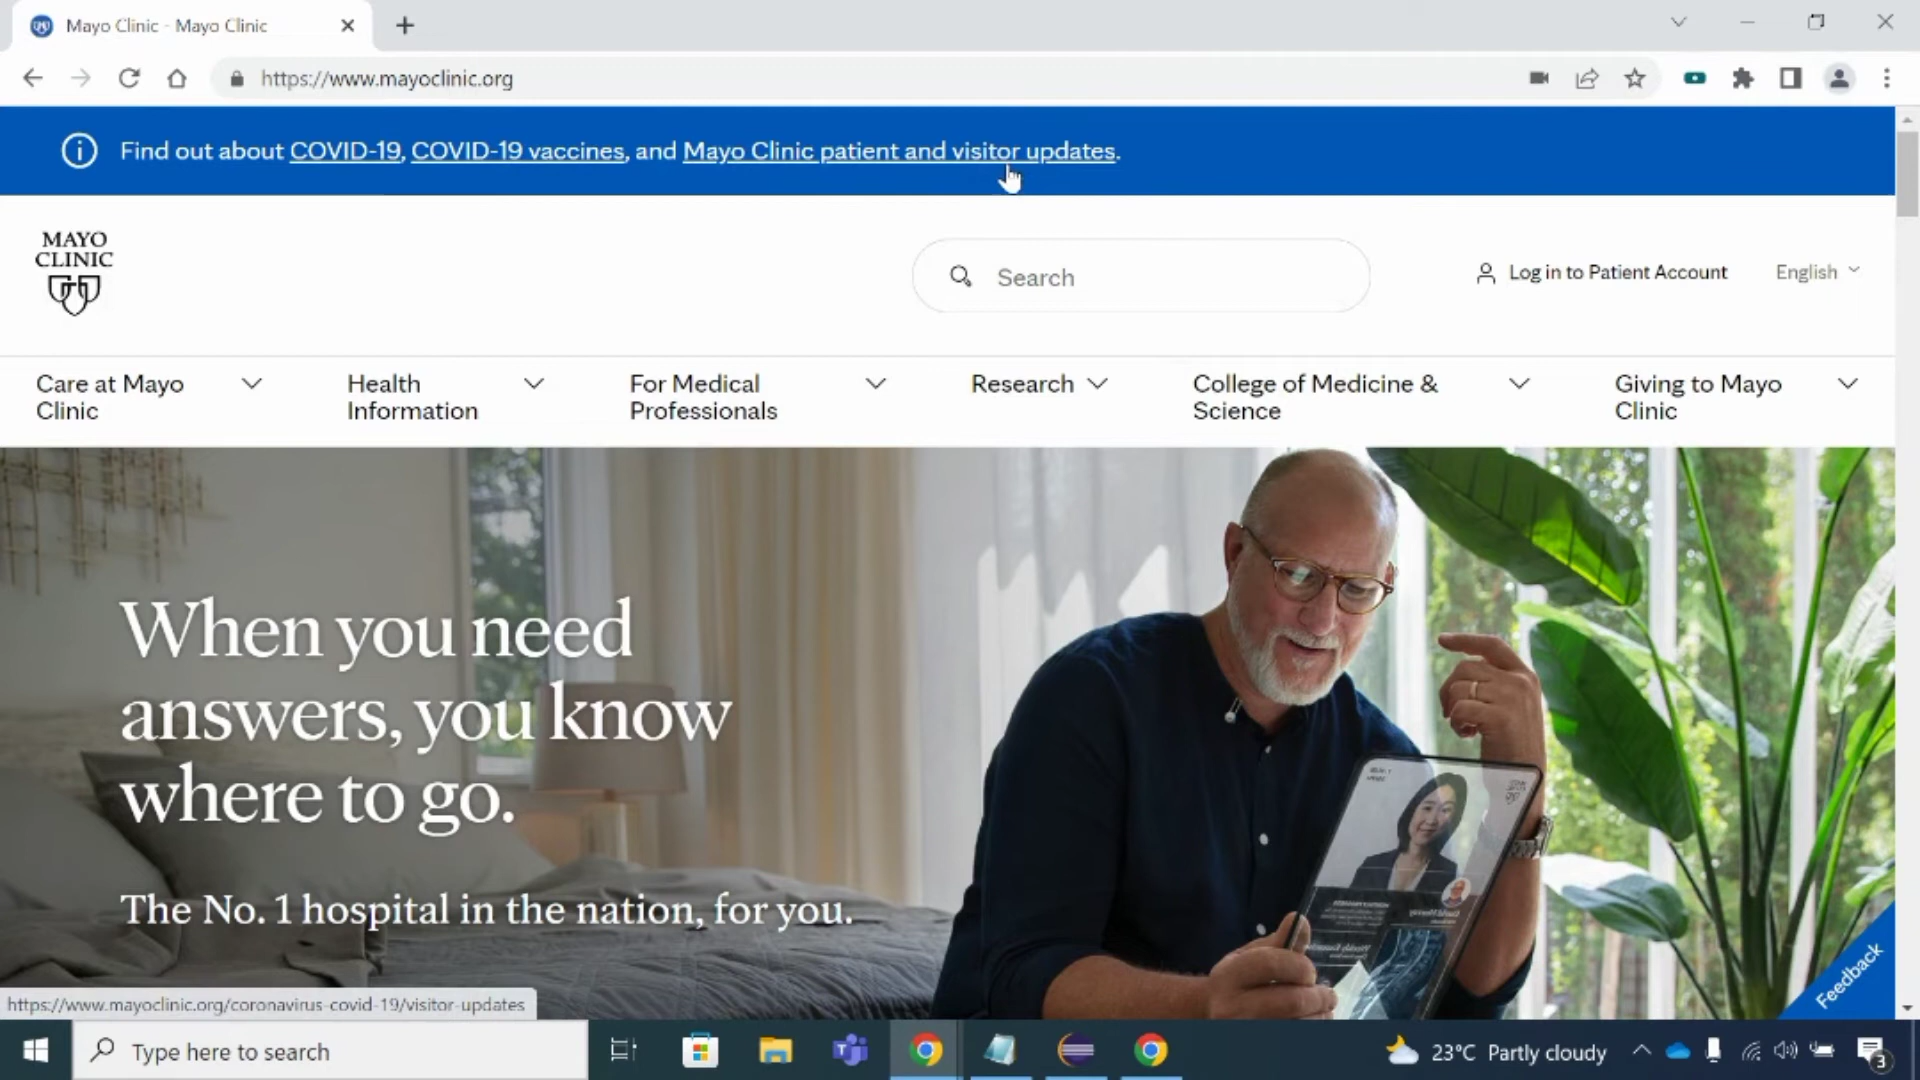 Mayo Clinic - Mayo Clinic
https://www.mayoclinic.org
Find out about COVID-19, COVID-19 vaccines, and Mayo Clinic patient and visitor updates.
MAYO
CLINIC
Search
Log in to Patient Account
English
Care at Mayo
Clinic
Health
Information
For Medical
Professionals
Research
College of Medicine &
Science
Giving to Mayo
Clinic
When you need
answers, you know
where to go.
The No. 1 hospital in the nation, for you.
Feedback
https://www.mayoclinic.org/coronavirus-covid-19/visitor-updates
Type here to search
23°C Partly cloudy
3